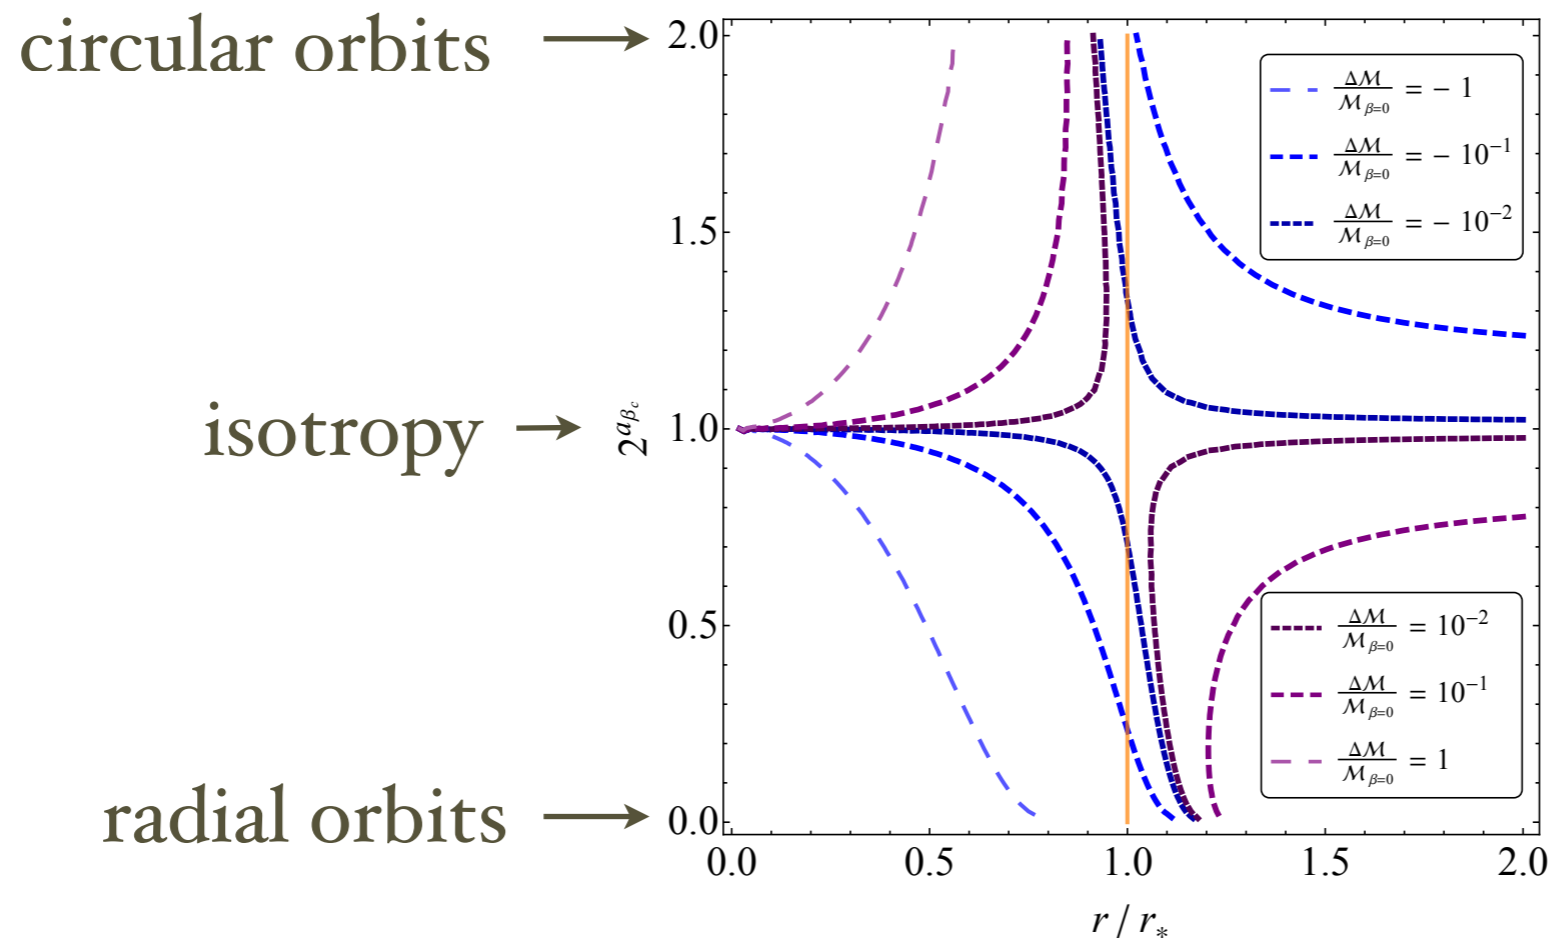 circular orbits
isotropy
radial orbits
2.0
1.5
1.0
0.5
0.0
2^{a_{β_c}}
ΔM/M_{β=0} = − 1
ΔM/M_{β=0} = − 10^{−1}
ΔM/M_{β=0} = − 10^{−2}
ΔM/M_{β=0} = 10^{−2}
ΔM/M_{β=0} = 10^{−1}
ΔM/M_{β=0} = 1
0.0 0.5 1.0 1.5 2.0
r / r_*